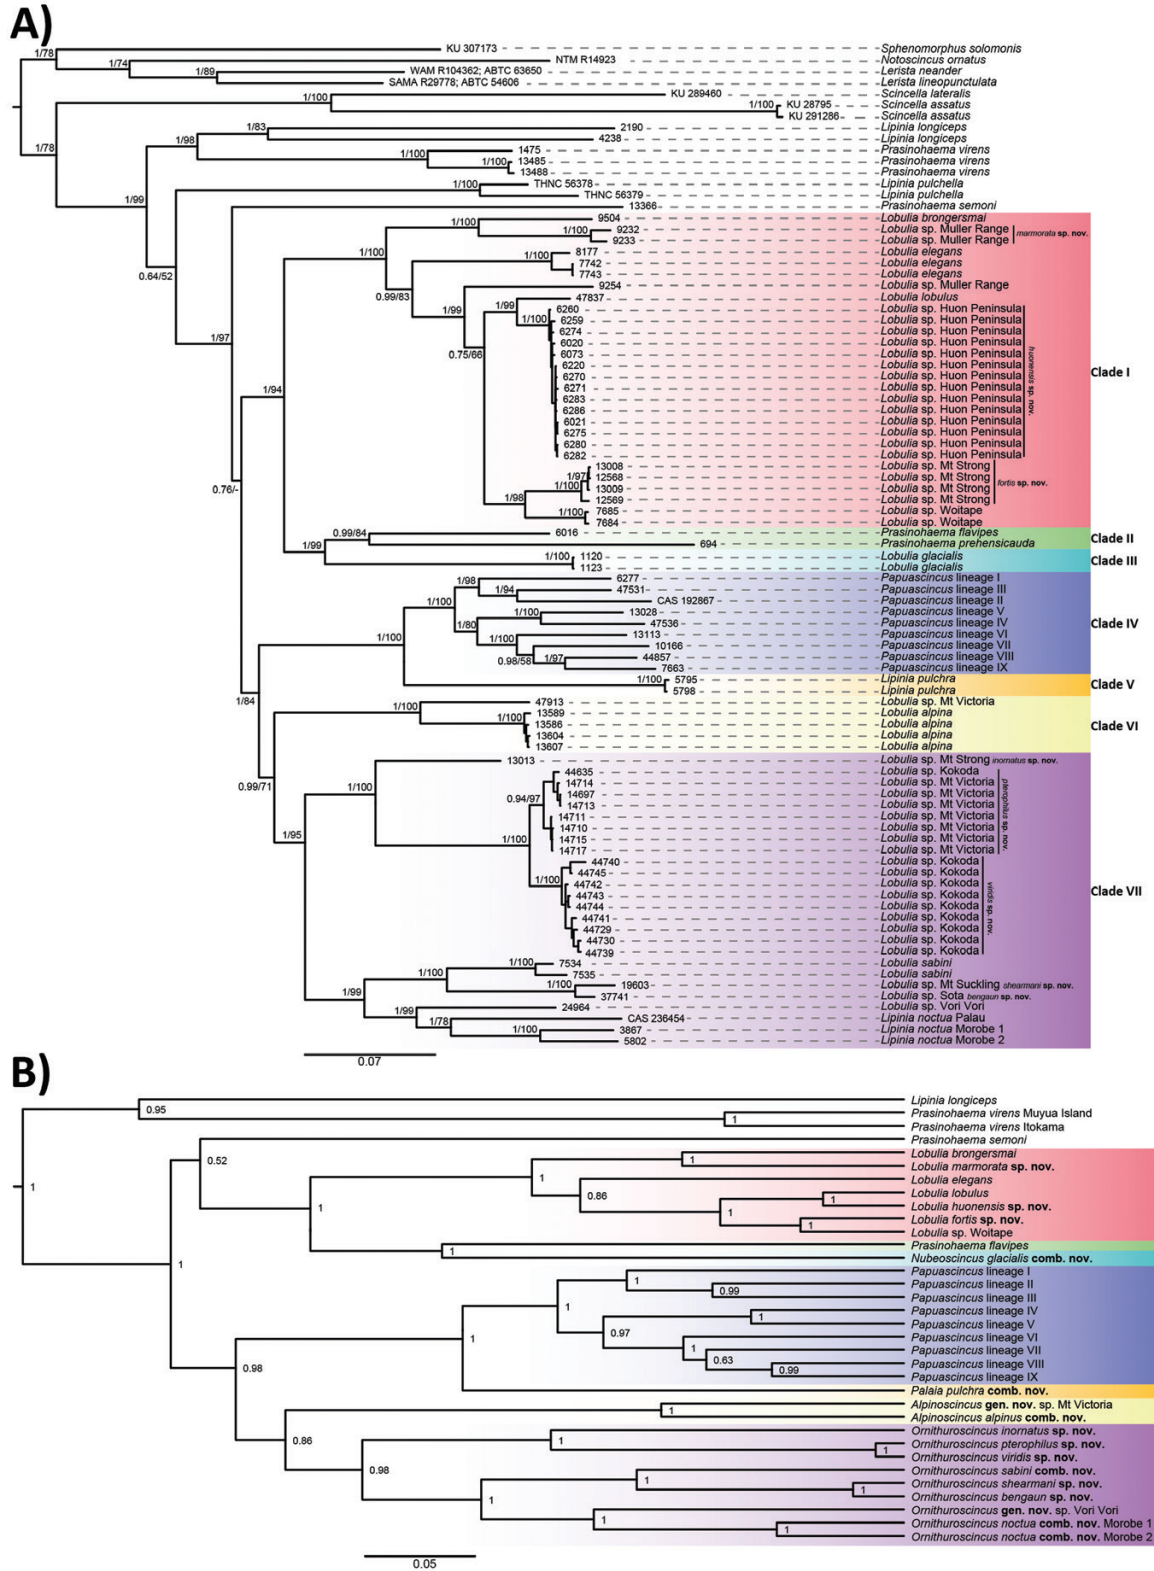 A)
1/78 KU 307173 Sphenomorphus solomonis
1/74 NTM R14923 Notoscincus ornatus
1/89 WAM R104362; ABTC 63650 Lerista neander
SAMA R29778; ABTC 54606 Lerista lineopunctulata
1/100 KU 289460 Scincella lateralis
1/100 KU 28795 Scincella assatus
KU 291286 Scincella assatus
1/78
1/83 2190 Lipinia longiceps
1/98 4238 Lipinia longiceps
1/100 1475 Prasinohaema virens
1/100 13485 Prasinohaema virens
13488 Prasinohaema virens
1/99
1/100 THNC 56378 Lipinia pulchella
THNC 56379 Lipinia pulchella
0.64/52
13366 Prasinohaema semoni
1/97
1/100 9504 Lobulia brongersmai
1/100 9232 Lobulia sp. Muller Range
9233 Lobulia sp. Muller Range
marmorata sp. nov.
1/100
1/100 8177 Lobulia elegans
7742 Lobulia elegans
7743 Lobulia elegans
0.99/83
9254 Lobulia sp. Muller Range
1/99
1/99 47837 Lobulia lobulus
1/100 6260 Lobulia sp. Huon Peninsula
6259 Lobulia sp. Huon Peninsula
6274 Lobulia sp. Huon Peninsula
6020 Lobulia sp. Huon Peninsula
6073 Lobulia sp. Huon Peninsula
6220 Lobulia sp. Huon Peninsula
6270 Lobulia sp. Huon Peninsula
6271 Lobulia sp. Huon Peninsula
6283 Lobulia sp. Huon Peninsula
6286 Lobulia sp. Huon Peninsula
6021 Lobulia sp. Huon Peninsula
6275 Lobulia sp. Huon Peninsula
6280 Lobulia sp. Huon Peninsula
6282 Lobulia sp. Huon Peninsula
huonensis sp. nov.
Clade I
0.75/66
1/94
1/97 13008 Lobulia sp. Mt Strong
1/100 12568 Lobulia sp. Mt Strong
13009 Lobulia sp. Mt Strong
12569 Lobulia sp. Mt Strong
fortis sp. nov.
1/98
1/100 7685 Lobulia sp. Woitape
7684 Lobulia sp. Woitape
0.76/-
0.99/84 6016 Prasinohaema flavipes
694 Prasinohaema prehensicauda
Clade II
1/99
1/100 1120 Lobulia glacialis
1123 Lobulia glacialis
Clade III
1/98 6277 Papuascincus lineage I
1/94 47531 Papuascincus lineage III
CAS 192867 Papuascincus lineage II
1/100
1/100 13028 Papuascincus lineage V
1/80 47536 Papuascincus lineage IV
1/100 13113 Papuascincus lineage VI
10166 Papuascincus lineage VII
0.98/58 1/97 44857 Papuascincus lineage VIII
7663 Papuascincus lineage IX
Clade IV
1/100
1/100 5795 Lipinia pulchra
5798 Lipinia pulchra
Clade V
1/84
1/100 47913 Lobulia sp. Mt Victoria
1/100 13589 Lobulia alpina
13586 Lobulia alpina
13604 Lobulia alpina
13607 Lobulia alpina
Clade VI
0.99/71
13013 Lobulia sp. Mt Strong inornatus sp. nov.
1/100
44635 Lobulia sp. Kokoda
14714 Lobulia sp. Mt Victoria
0.94/97 14697 Lobulia sp. Mt Victoria
14713 Lobulia sp. Mt Victoria
14711 Lobulia sp. Mt Victoria
14710 Lobulia sp. Mt Victoria
14715 Lobulia sp. Mt Victoria
14717 Lobulia sp. Mt Victoria
pterophilus sp. nov.
1/95
1/100
44740 Lobulia sp. Kokoda
44745 Lobulia sp. Kokoda
1/100 44742 Lobulia sp. Kokoda
44743 Lobulia sp. Kokoda
44744 Lobulia sp. Kokoda
44741 Lobulia sp. Kokoda
44729 Lobulia sp. Kokoda
44730 Lobulia sp. Kokoda
44739 Lobulia sp. Kokoda
viridis sp. nov.
Clade VII
1/100 7534 Lobulia sabini
1/100 7535 Lobulia sabini
1/100 19603 Lobulia sp. Mt Suckling shearmani sp. nov.
37741 Lobulia sp. Sota bengaun sp. nov.
1/99
1/99 24964 Lobulia sp. Vori Vori
1/78 CAS 236454 Lipinia noctua Palau
1/100 3867 Lipinia noctua Morobe 1
5802 Lipinia noctua Morobe 2
0.07
B)
Lipinia longiceps
0.95
1 Prasinohaema virens Muyua Island
Prasinohaema virens Itokama
Prasinohaema semoni
0.52
1 Lobulia brongersmai
Lobulia marmorata sp. nov.
1 Lobulia elegans
1 Lobulia lobulus
0.86
Lobulia huonensis sp. nov.
1
1 Lobulia fortis sp. nov.
1
Lobulia sp. Woitape
Prasinohaema flavipes
1
Nubeoscincus glacialis comb. nov.
1
1
1 Papuascincus lineage I
0.99 Papuascincus lineage II
Papuascincus lineage III
1
1 Papuascincus lineage IV
Papuascincus lineage V
0.97
1 Papuascincus lineage VI
Papuascincus lineage VII
0.63
0.99 Papuascincus lineage VIII
Papuascincus lineage IX
1
0.98
Palaia pulchra comb. nov.
1 Alpinoscincus gen. nov. sp. Mt Victoria
Alpinoscincus alpinus comb. nov.
0.86
1 Ornithuroscincus inornatus sp. nov.
1 Ornithuroscincus pterophilus sp. nov.
Ornithuroscincus viridis sp. nov.
0.98
1 Ornithuroscincus sabini comb. nov.
1 Ornithuroscincus shearmani sp. nov.
Ornithuroscincus bengaun sp. nov.
1
1 Ornithuroscincus gen. nov. sp. Vori Vori
1 Ornithuroscincus noctua comb. nov. Morobe 1
Ornithuroscincus noctua comb. nov. Morobe 2
0.05